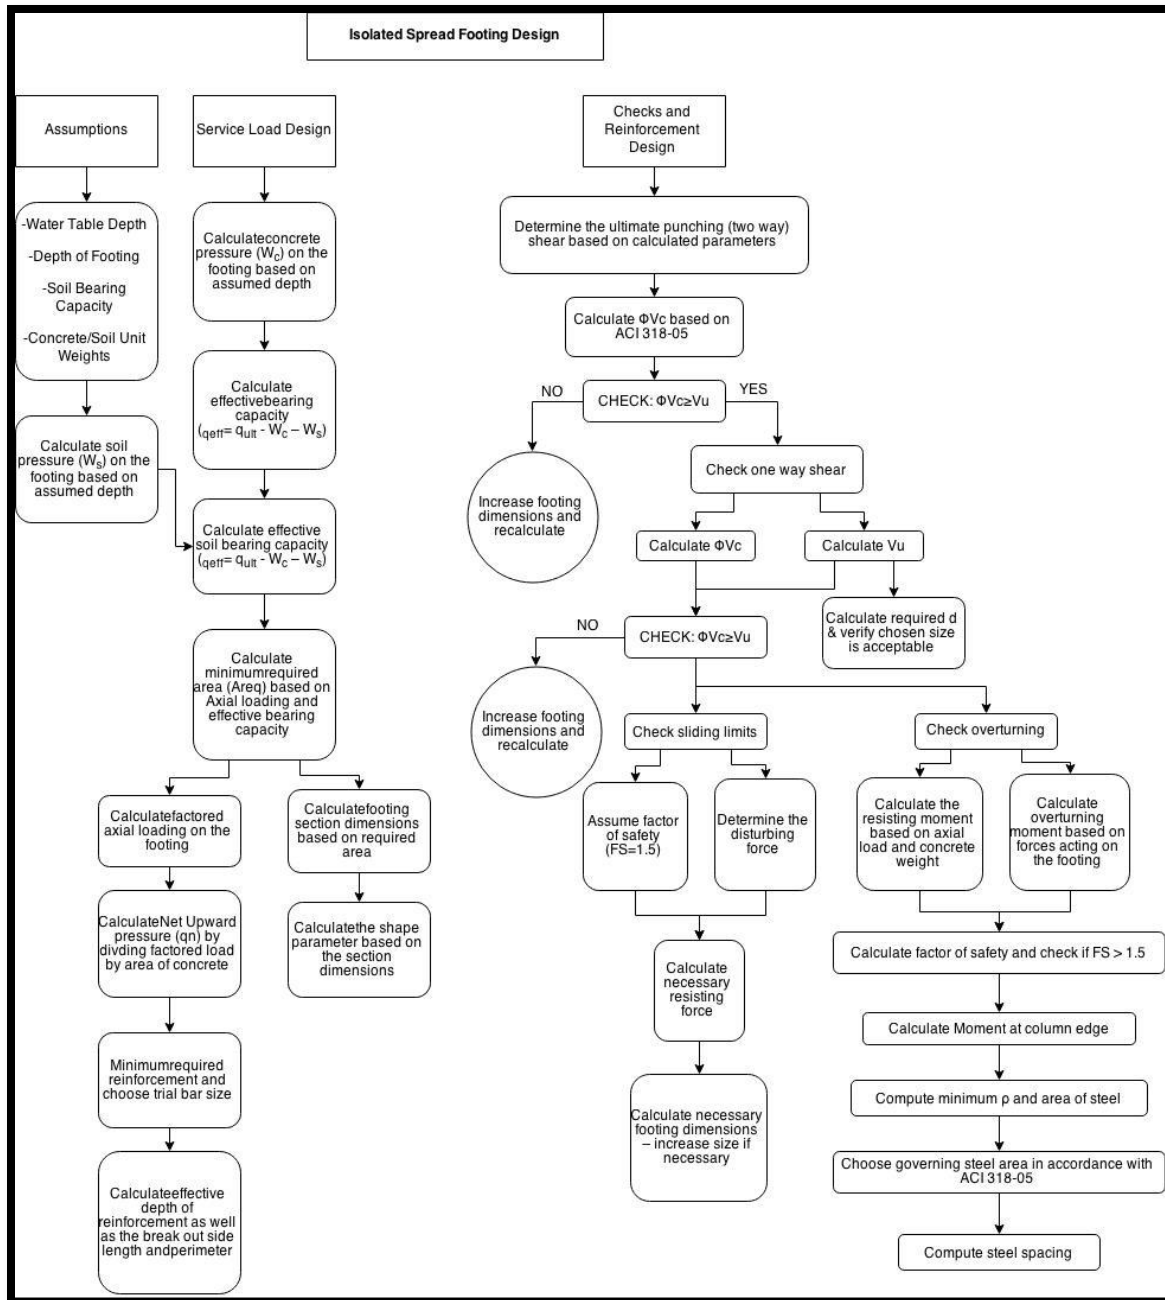 Isolated Spread Footing Design
Assumptions
-Water Table Depth
-Depth of Footing
-Soil Bearing
Capacity
-Concrete/Soil Unit
Weights
Calculate soil
pressure (Ws) on the
footing based on
assumed depth
Service Load Design
Calculateconcrete
pressure (Wc) on the
footing based on
assumed depth
Calculate
effectivebearing
capacity
(qeff= qult - Wc – Ws)
Calculate effective
soil bearing capacity
(qeff= qult - Wc – Ws)
Calculate
minimumrequired
area (Areq) based on
Axial loading and
effective bearing
capacity
Calculatefactored
axial loading on the
footing
CalculateNet Upward
pressure (qn) by
divding factored load
by area of concrete
Minimumrequired
reinforcement and
choose trial bar size
Calculateeffective
depth of
reinforcement as well
as the break out side
length andperimeter
Calculatefooting
section dimensions
based on required
area
Calculatethe shape
parameter based on
the section
dimensions
Checks and
Reinforcement
Design
Determine the ultimate punching (two way)
shear based on calculated parameters
Calculate ΦVc based on
ACI 318-05
CHECK: ΦVc≥Vu
NO
YES
Increase footing
dimensions and
recalculate
Check one way shear
Calculate ΦVc
Calculate Vu
Calculate required d
& verify chosen size
is acceptable
CHECK: ΦVc≥Vu
NO
Increase footing
dimensions and
recalculate
Check sliding limits
Assume factor
of safety
(FS=1.5)
Determine the
disturbing
force
Calculate
necessary
resisting
force
Calculate necessary
footing dimensions
– increase size if
necessary
Check overturning
Calculate the
resisting moment
based on axial
load and concrete
weight
Calculate
overturning
moment based on
forces acting on
the footing
Calculate factor of safety and check if FS > 1.5
Calculate Moment at column edge
Compute minimum ρ and area of steel
Choose governing steel area in accordance with
ACI 318-05
Compute steel spacing